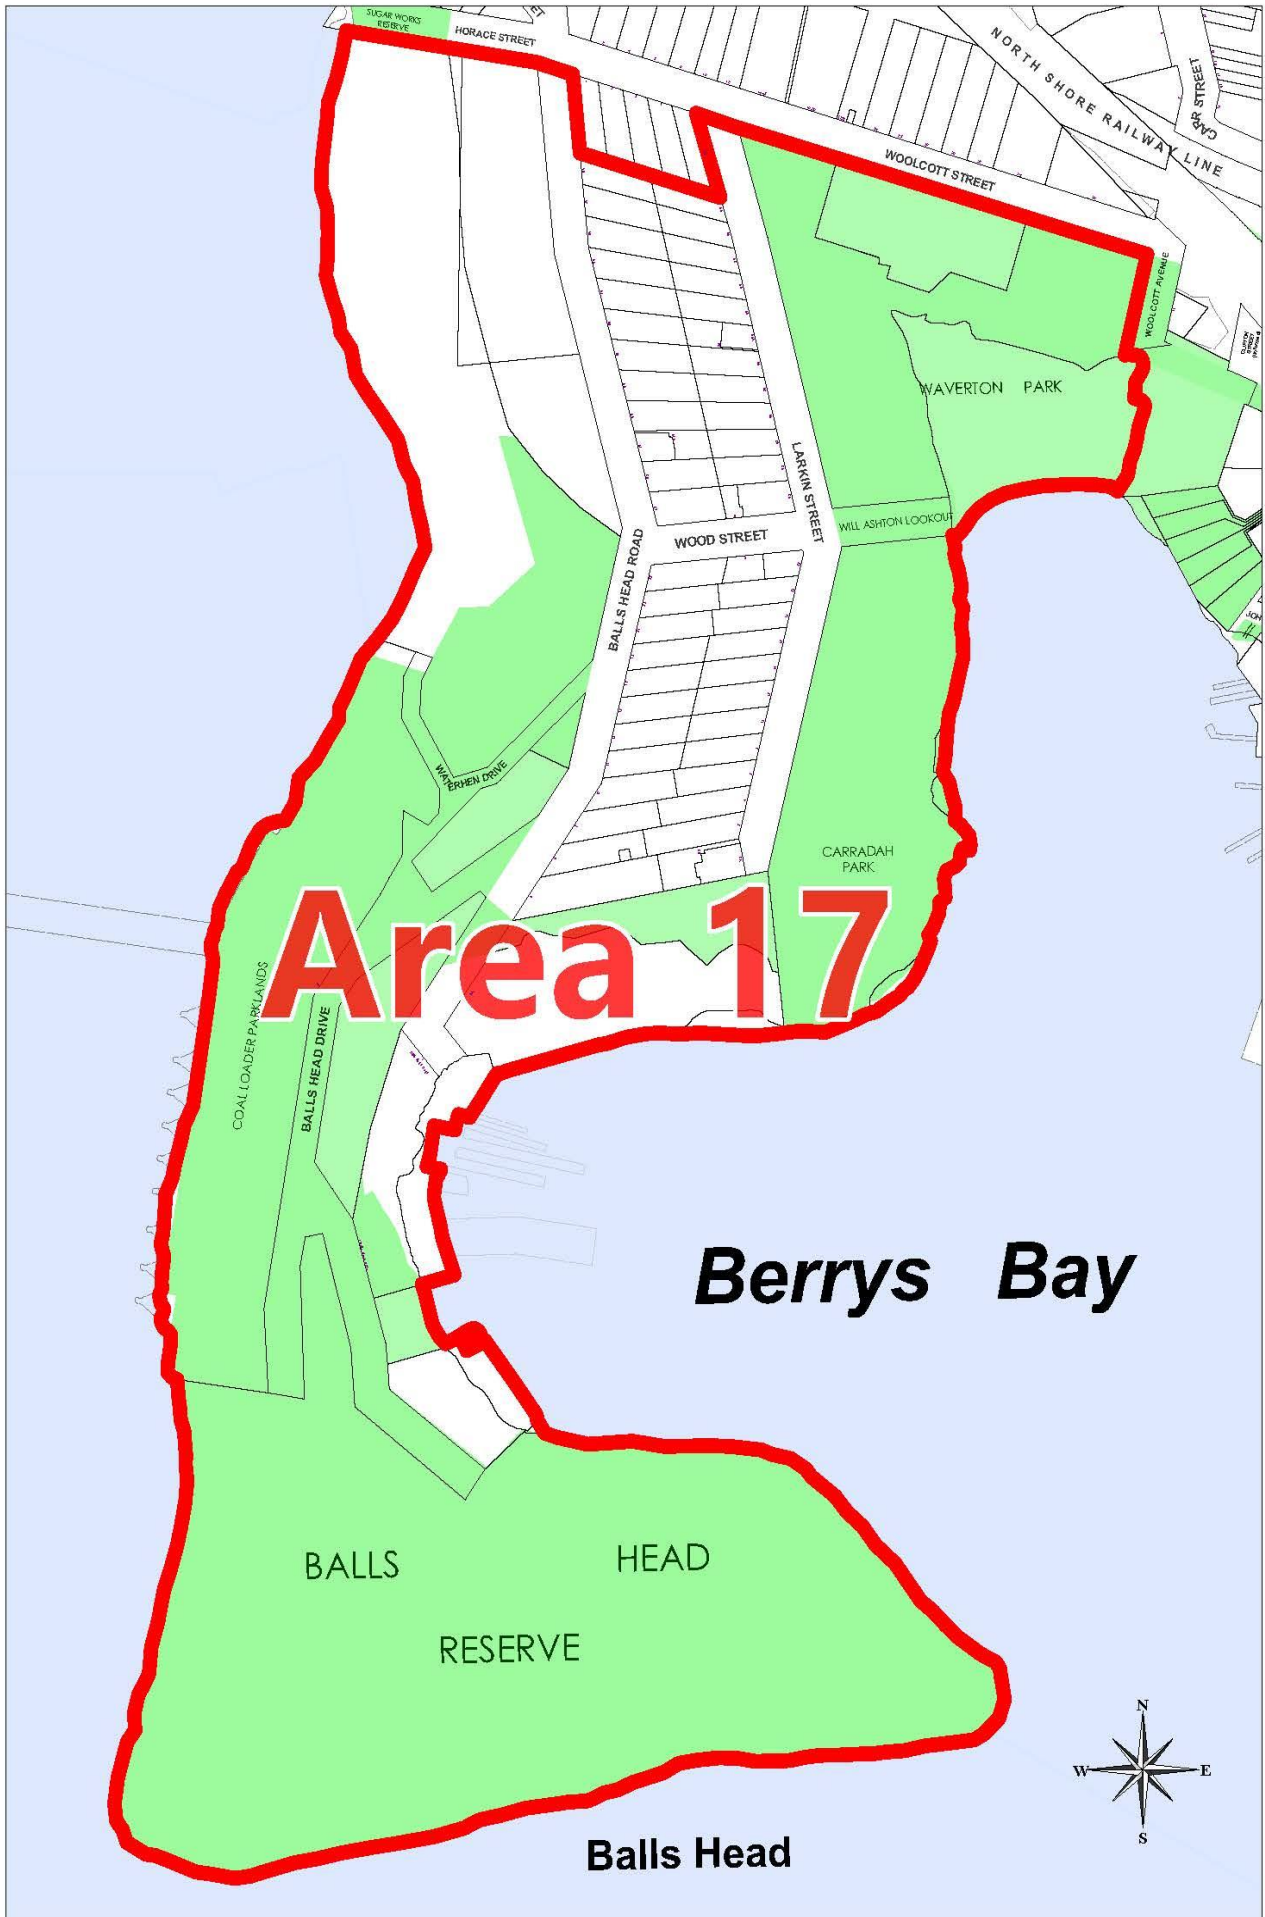 SUGAR WORKS
RESERVE
HORACE STREET
NORTH SHORE RAILWAY LINE
CARR STREET
WOOLCOTT STREET
WOOLCOTT AVENUE
WAVERTON PARK
LARKIN STREET
WILL ASHTON LOOKOUT
WOOD STREET
BALLS HEAD ROAD
WATERHEN DRIVE
CARRADAH
PARK
Area 17
COAL LOADER PARKLANDS
BALLS HEAD DRIVE
Berrys Bay
BALLS HEAD
RESERVE
Balls Head
N
W
E
S